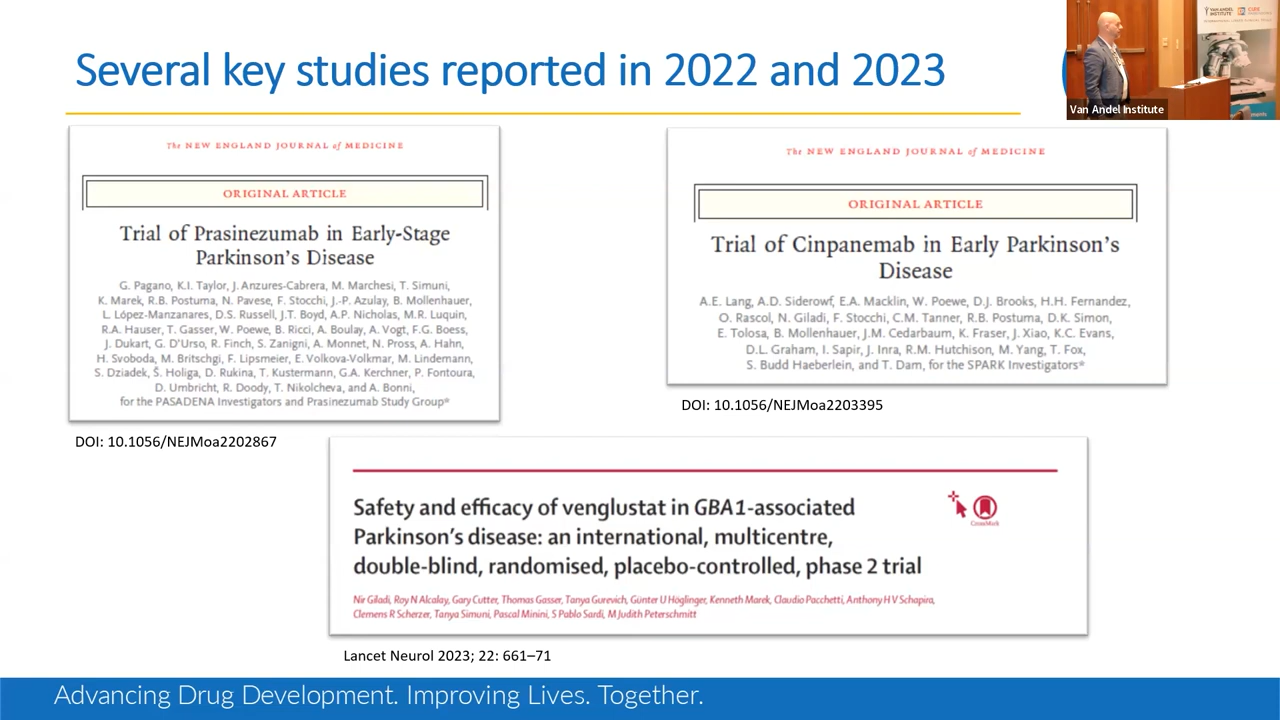 Several key studies reported in 2022 and 2023
VAN ANDEL
INSTITUTE
CURE
Van Andel Institute
The NEW ENGLAND JOURNAL of MEDICINE
ORIGINAL ARTICLE
Trial of Prasinezumab in Early-Stage
Parkinson's Disease
G. Pagano, K.I. Taylor, J. Anzures-Cabrera, M. Marchesi, T. Simuni,
K. Marek, R.B. Postuma, N. Pavese, F. Stocchi, J.-P. Azulay, B. Mollenhauer,
L. López-Manzanares, D.S. Russell, J.T. Boyd, A.P. Nicholas, M.R. Luquin,
R.A. Hauser, T. Gasser, W. Poewe, B. Ricci, A. Boulay, A. Vogt, F.G. Boess,
J. Dukart, G. D'Urso, R. Finch, S. Zanigni, A. Monnet, N. Pross, A. Hahn,
H. Svoboda, M. Britschgi, F. Lipsmeier, E. Volkova-Volkmar, M. Lindemann,
S. Dziadek, Š. Holiga, D. Rukina, T. Kustermann, G.A. Kerchner, P. Fontoura,
D. Umbricht, R. Doody, T. Nikolcheva, and A. Bonni,
for the PASADENA Investigators and Prasinezumab Study Group*
DOI: 10.1056/NEJMoa2202867
The NEW ENGLAND JOURNAL of MEDICINE
ORIGINAL ARTICLE
Trial of Cinpanemab in Early Parkinson's
Disease
A.E. Lang, A.D. Siderowf, E.A. Macklin, W. Poewe, D.J. Brooks, H.H. Fernandez,
O. Rascol, N. Giladi, F. Stocchi, C.M. Tanner, R.B. Postuma, D.K. Simon,
E. Tolosa, B. Mollenhauer, J.M. Cedarbaum, K. Fraser, J. Xiao, K.C. Evans,
D.L. Graham, I. Sapir, J. Inra, R.M. Hutchison, M. Yang, T. Fox,
S. Budd Haeberlein, and T. Dam, for the SPARK Investigators*
DOI: 10.1056/NEJMoa2203395
Safety and efficacy of venglustat in GBA1-associated
Parkinson's disease: an international, multicentre,
double-blind, randomised, placebo-controlled, phase 2 trial
CrossMark
Nir Giladi, Roy N Alcalay, Gary Cutter, Thomas Gasser, Tanya Gurevich, Günter U Höglinger, Kenneth Marek, Claudio Pacchetti, Anthony H V Schapira,
Clemens R Scherzer, Tanya Simuni, Pascal Minini, S Pablo Sardi, M Judith Peterschmitt
Lancet Neurol 2023; 22: 661–71
Advancing Drug Development. Improving Lives. Together.